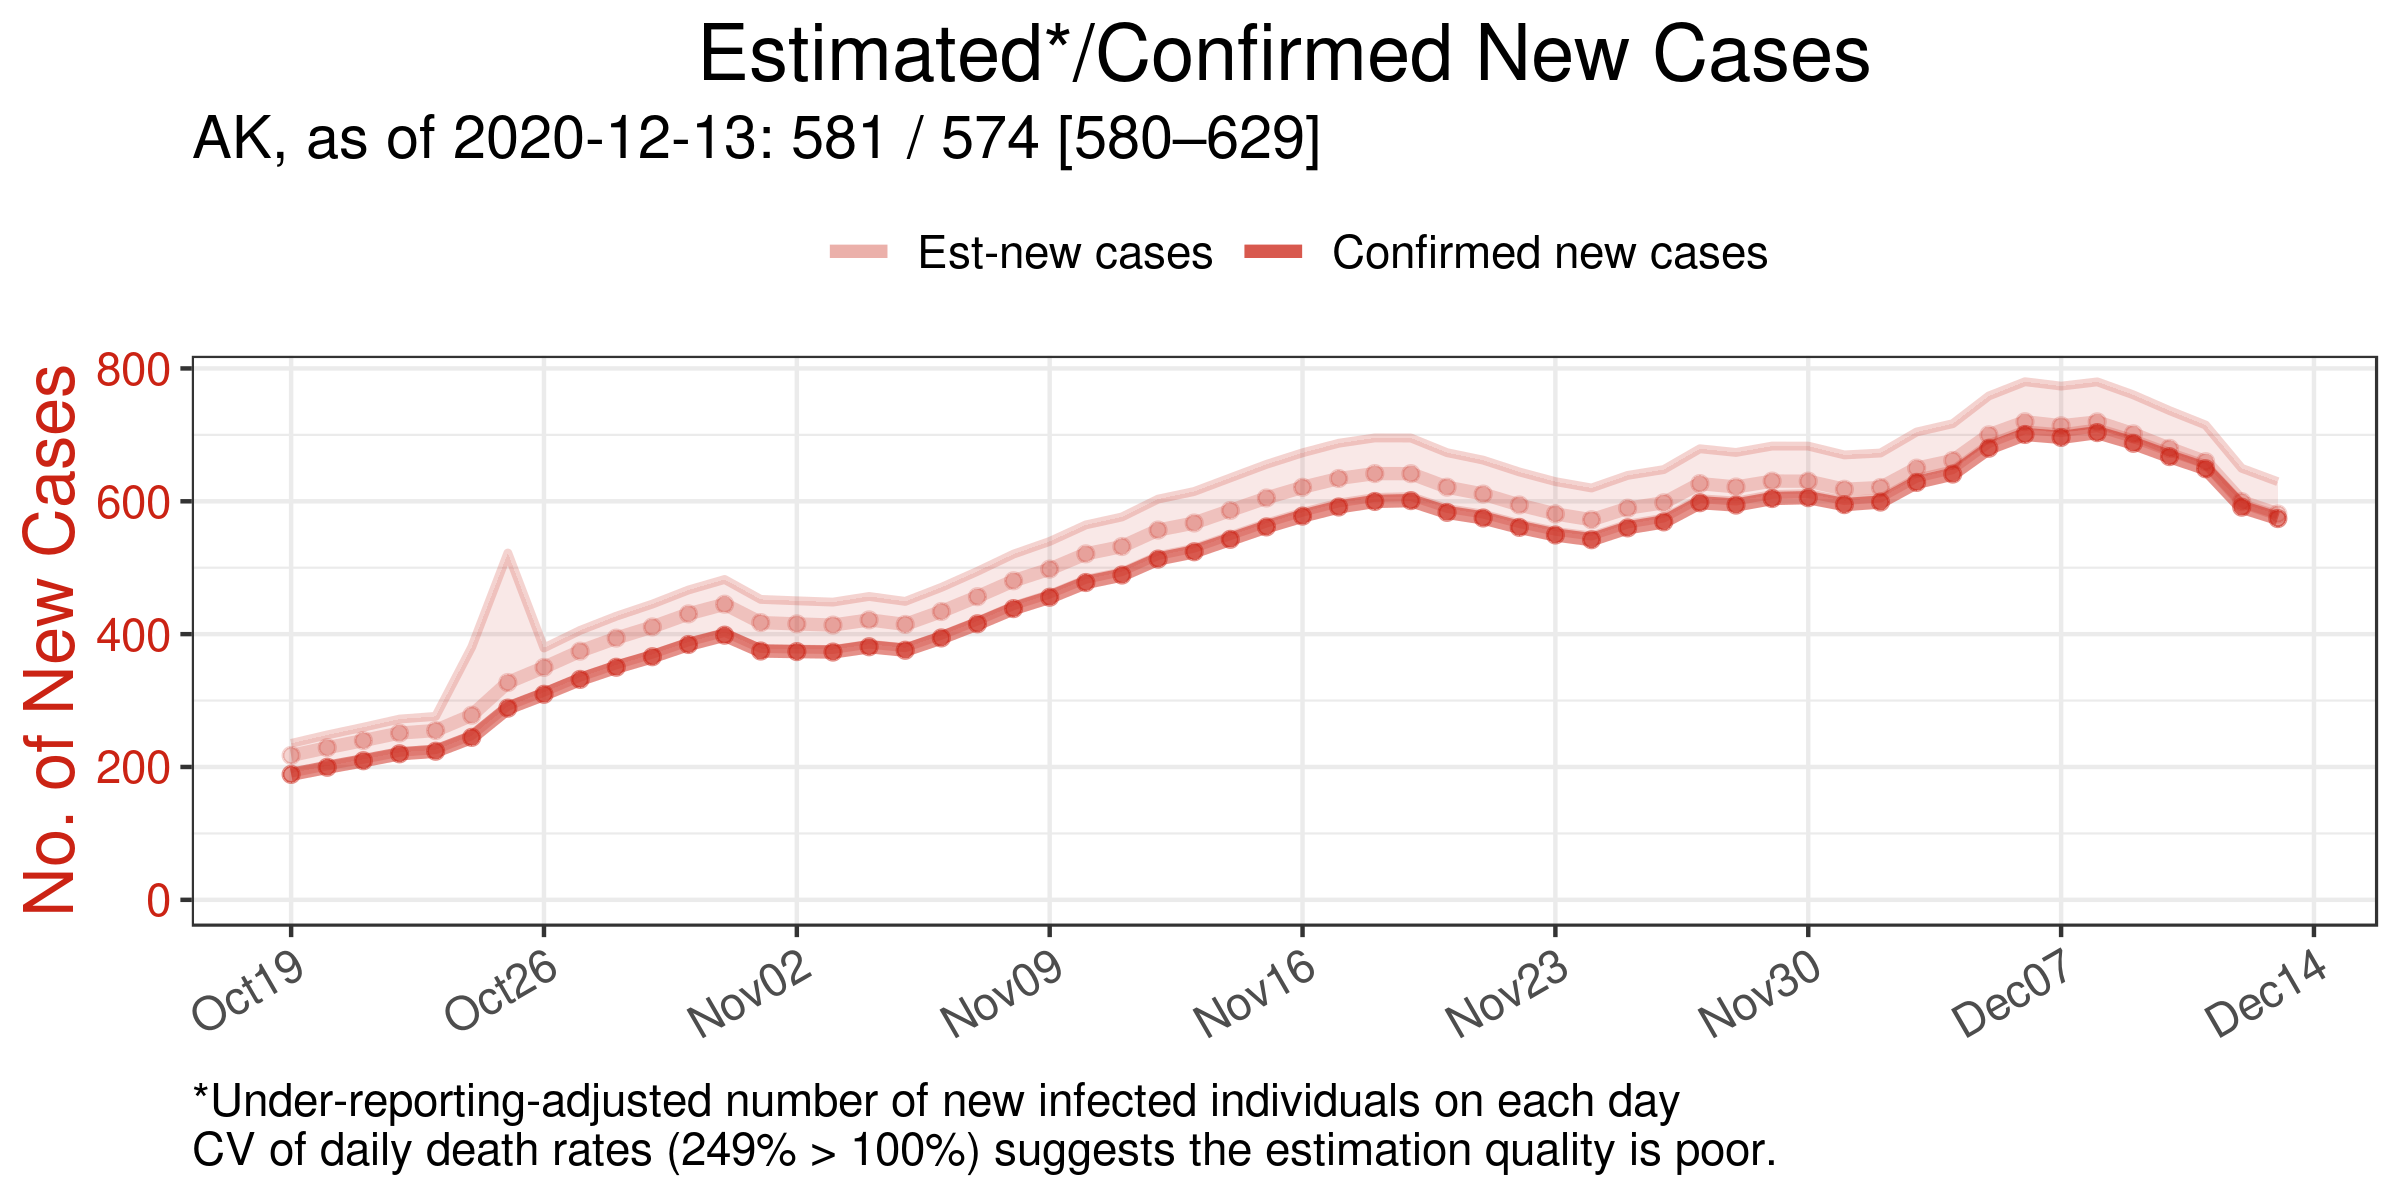 Estimated*/Confirmed New Cases
AK, as of 2020-12-13: 581 / 574 [580–629]
Est-new cases
Confirmed new cases
No. of New Cases
800
600
400
200
0
Oct19
Oct26
Nov02
Nov09
Nov16
Nov23
Nov30
Dec07
Dec14
*Under-reporting-adjusted number of new infected individuals on each day
CV of daily death rates (249% > 100%) suggests the estimation quality is poor.